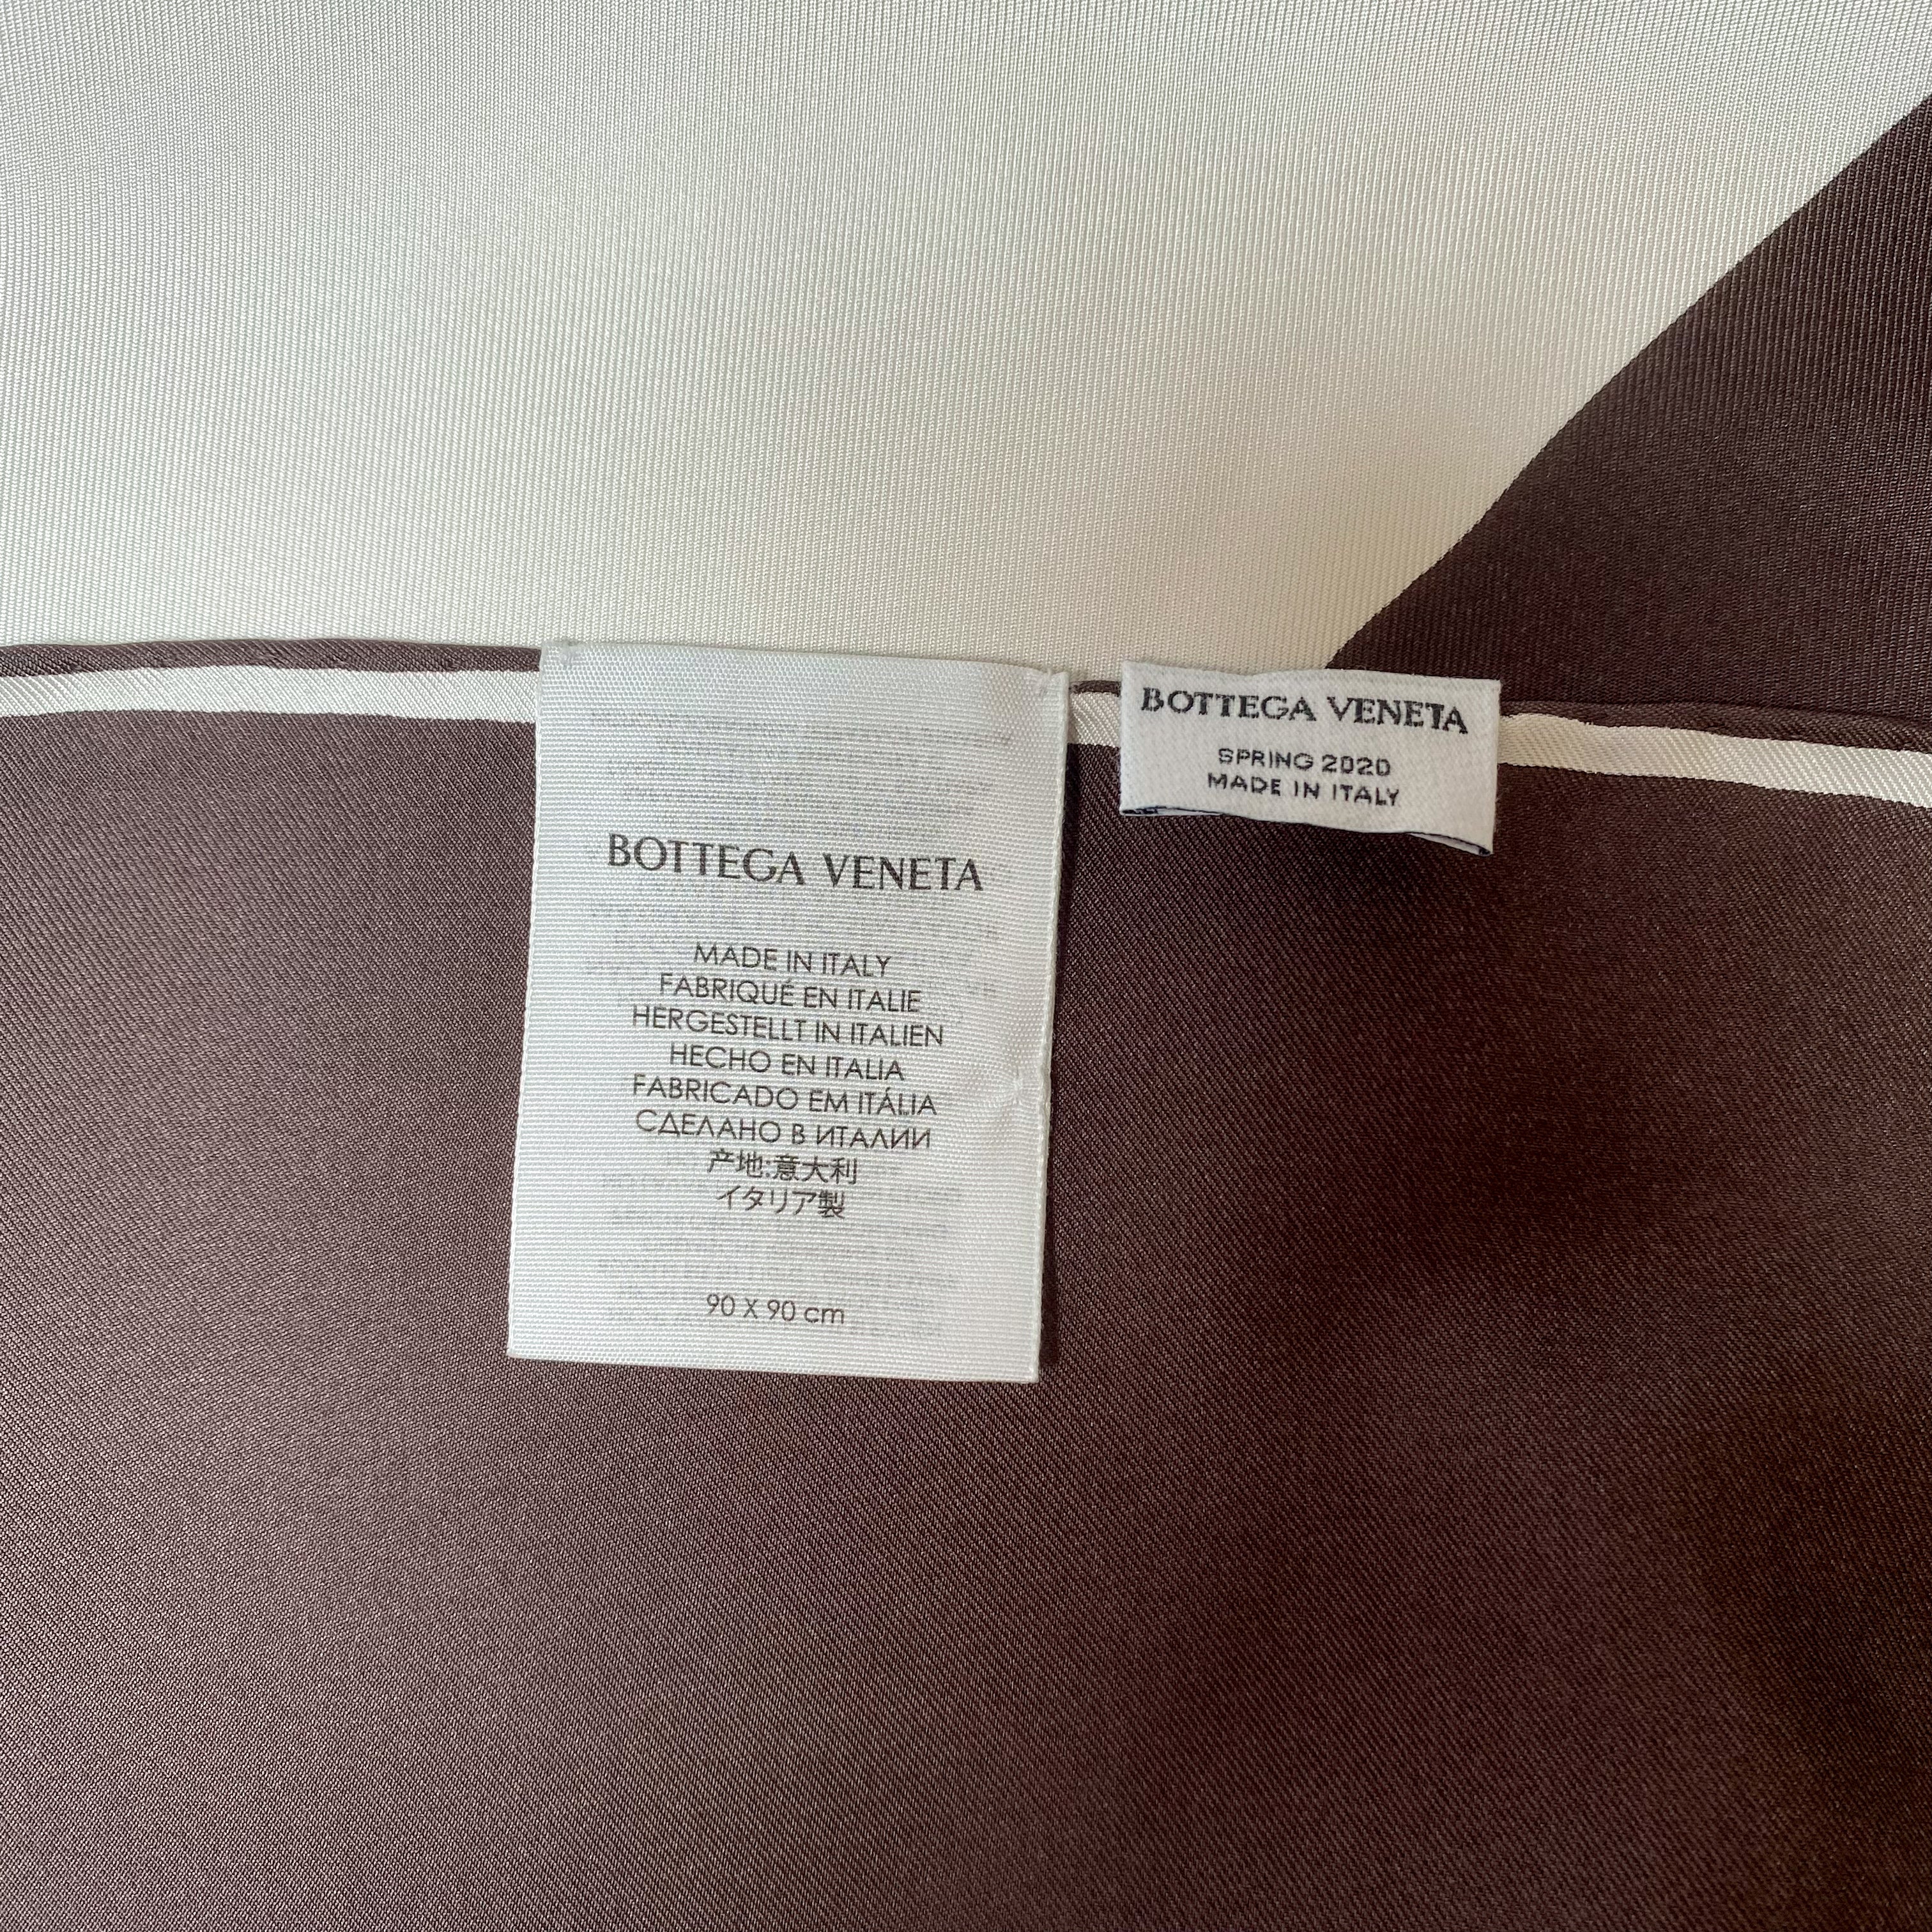 BOTTEGA VENETA
MADE IN ITALY
FABRIQUÉ EN ITALIE
HERGESTELLT IN ITALIEN
HECHO EN ITALIA
FABRICADO EM ITÁLIA
СДЕЛАНО В ИТАЛИИ
产地:意大利
イタリア製
90 X 90 cm
BOTTEGA VENETA
SPRING 2020
MADE IN ITALY